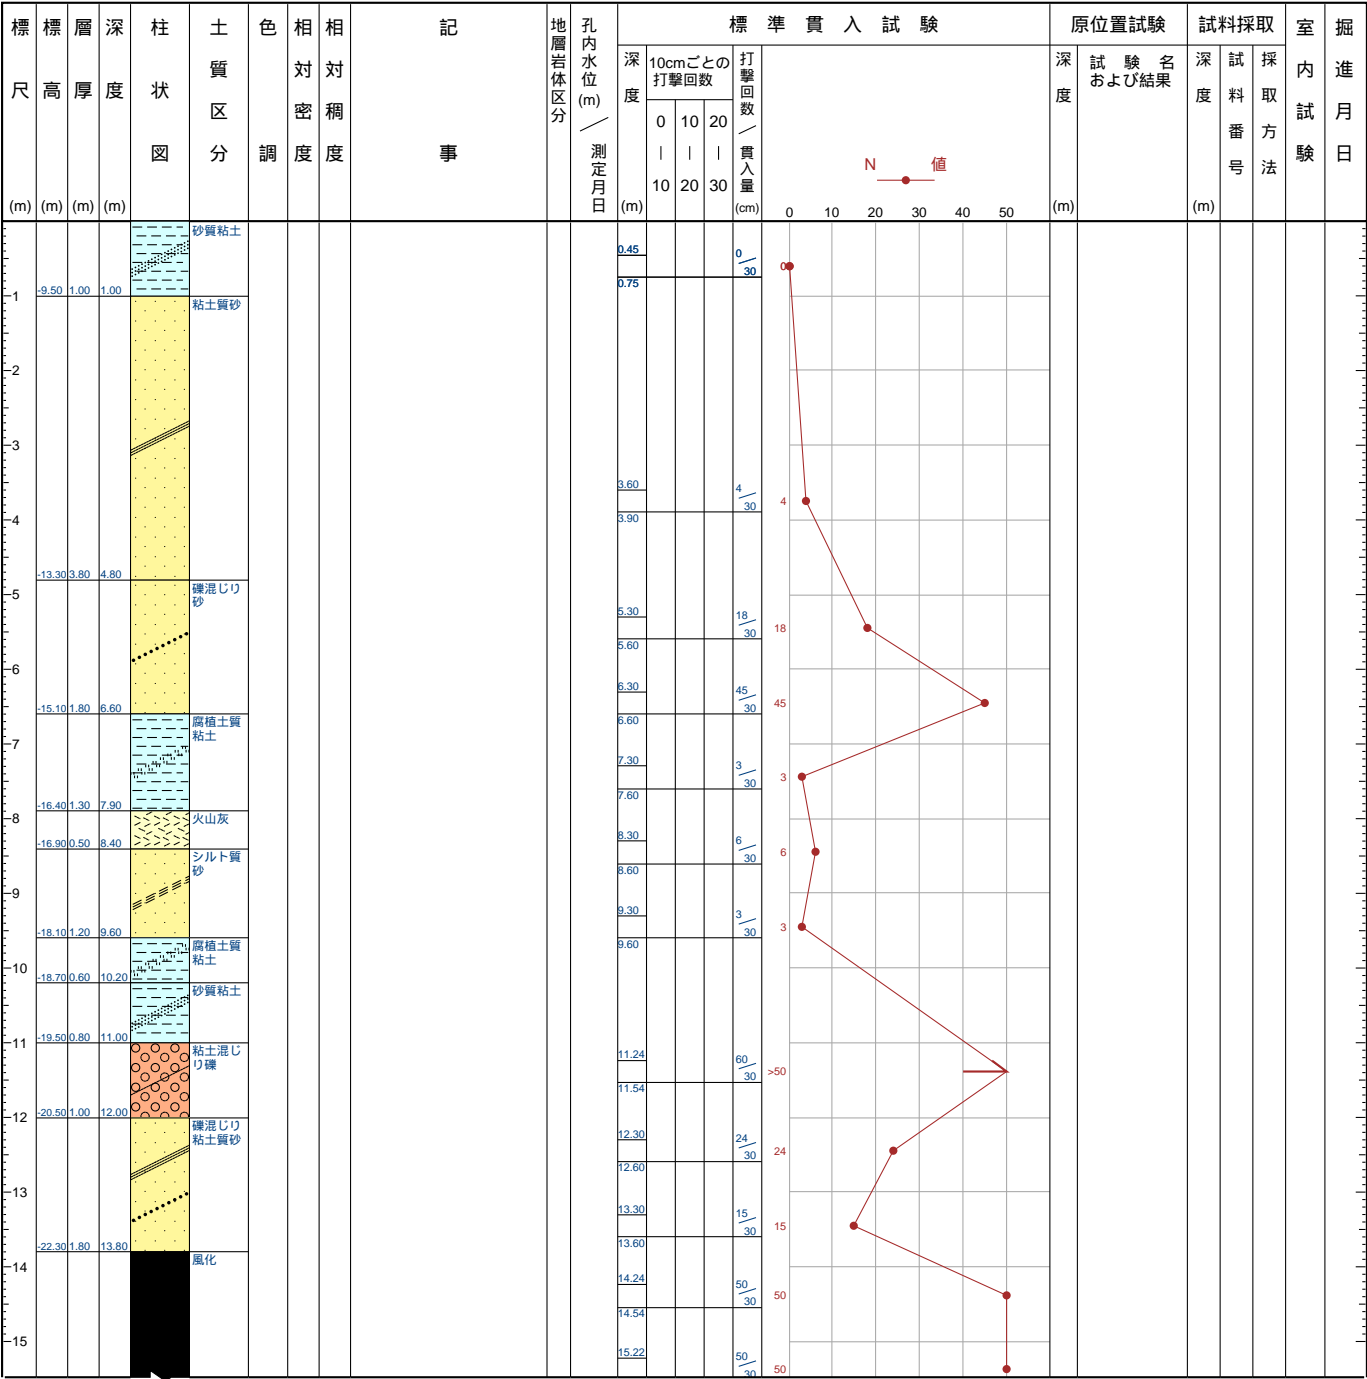 標尺(m)
標高(m)
層厚(m)
深度(m)
柱状図
土質区分
色調
相対密度
相対稠度
記事
地層岩体区分
孔内水位(m)／測定月日
標準貫入試験
深度(m)
10cmごとの
打撃回数
0 10 20
| | |
10 20 30
打撃回数／貫入量(cm)
N 値
0 10 20 30 40 50
原位置試験
深度(m)
試験名
および結果
試料採取
深度(m)
試料番号
採取方法
室内試験
掘進月日
砂質粘土
0.45 0/30 0
0.75
-9.50 1.00 1.00
1
粘土質砂
2
3
3.60 4/30 4
3.90
4
-13.30 3.80 4.80
礫混じり
砂
5
5.30 18/30 18
5.60
6
6.30 45/30 45
-15.10 1.80 6.60
6.60
腐植土質
粘土
7
7.30 3/30 3
7.60
-16.40 1.30 7.90
8
火山灰
8.30 6/30 6
-16.90 0.50 8.40
シルト質
砂
8.60
9
9.30 3/30 3
-18.10 1.20 9.60
9.60
腐植土質
粘土
10
-18.70 0.60 10.20
砂質粘土
-19.50 0.80 11.00
11
粘土混じ
り礫
11.24 60/30 >50
11.54
-20.50 1.00 12.00
12
礫混じり
粘土質砂
12.30 24/30 24
12.60
13
13.30 15/30 15
13.60
-22.30 1.80 13.80
風化
14
14.24 50/30 50
14.54
15
15.22 50/30 50